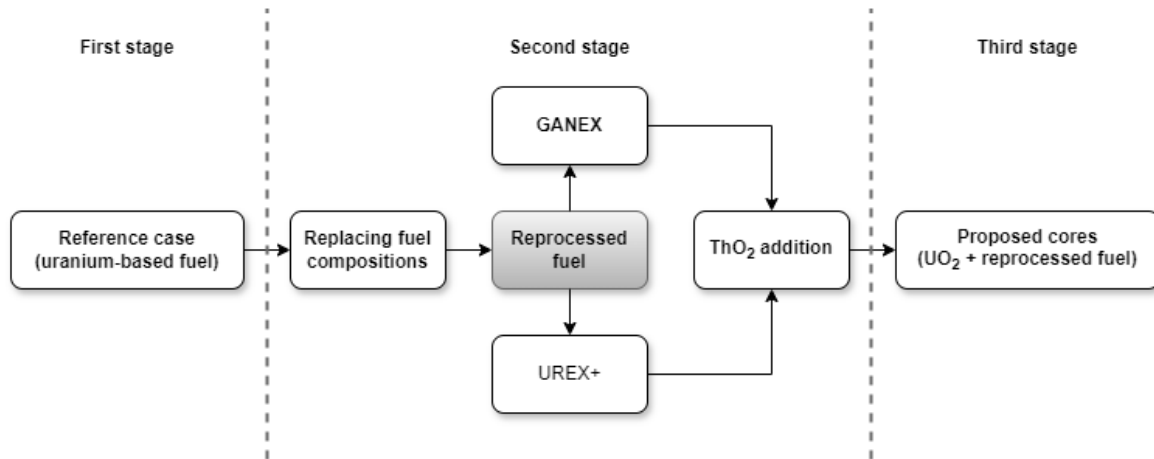 First stage
Second stage
Third stage
GANEX
Reference case
(uranium-based fuel)
Replacing fuel
compositions
Reprocessed
fuel
ThO₂ addition
Proposed cores
(UO₂ + reprocessed fuel)
UREX+